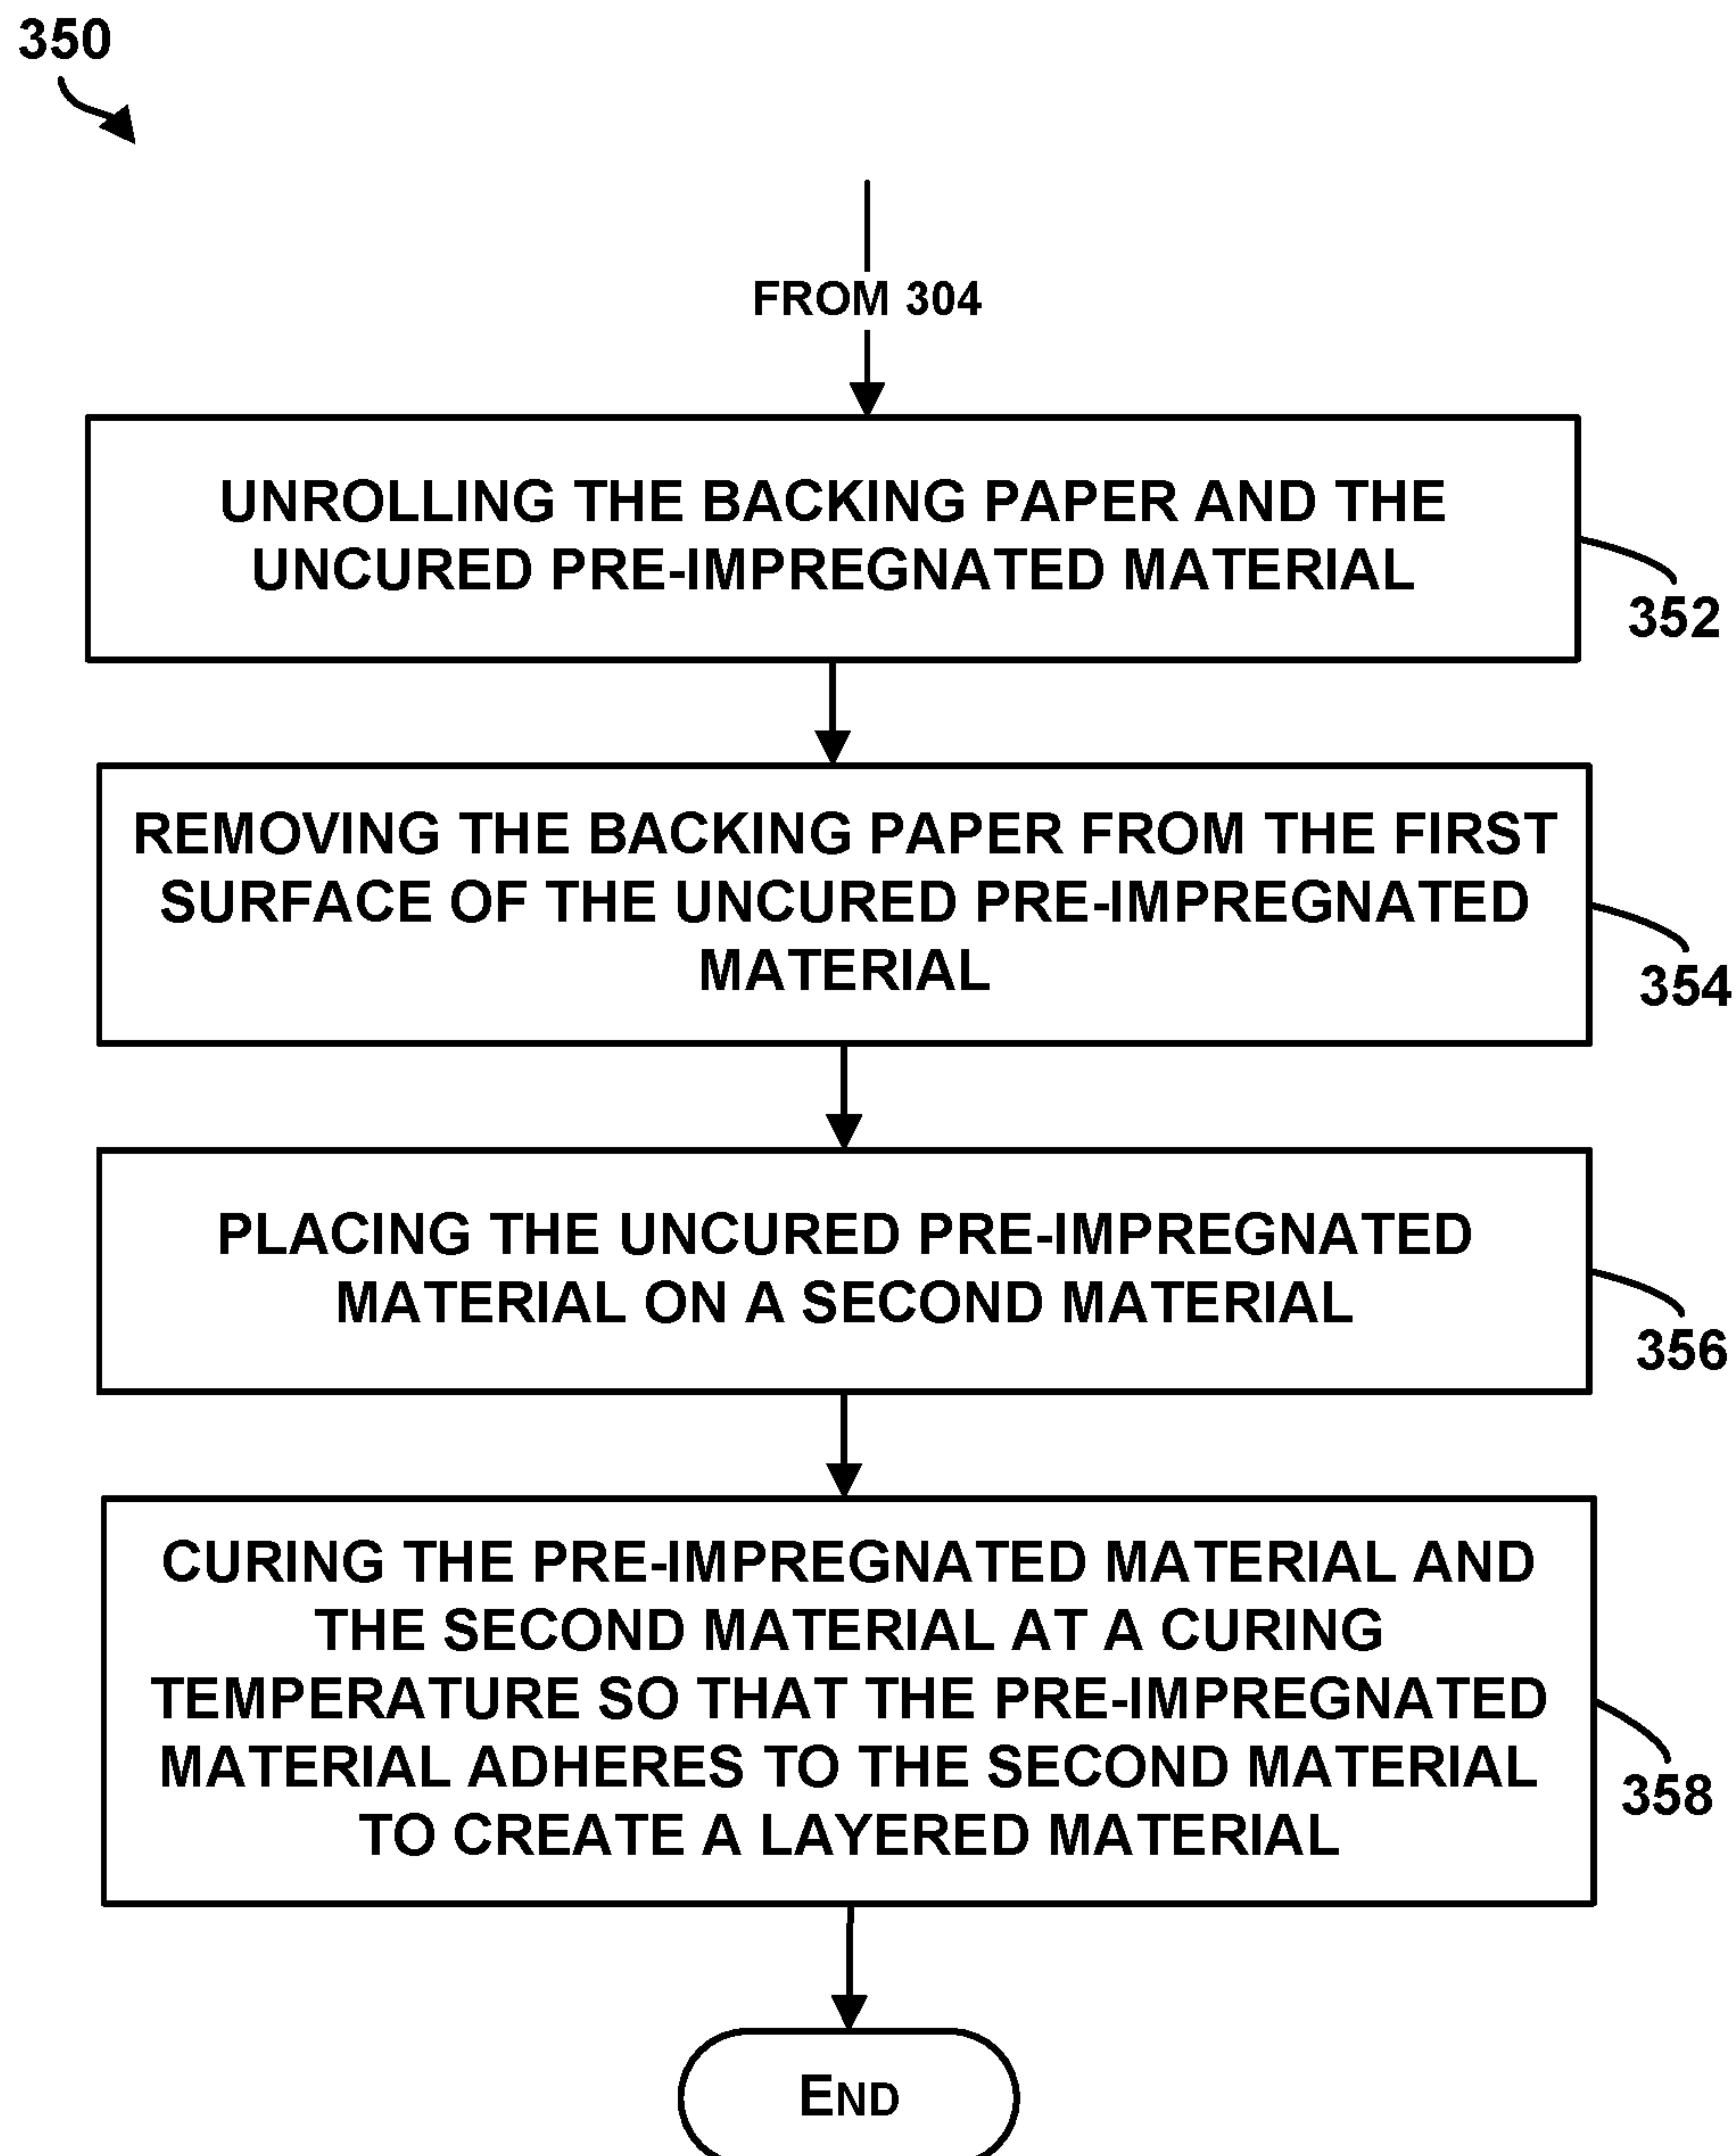 350
FROM 304
UNROLLING THE BACKING PAPER AND THE
UNCURED PRE-IMPREGNATED MATERIAL
352
REMOVING THE BACKING PAPER FROM THE FIRST
SURFACE OF THE UNCURED PRE-IMPREGNATED
MATERIAL
354
PLACING THE UNCURED PRE-IMPREGNATED
MATERIAL ON A SECOND MATERIAL
356
CURING THE PRE-IMPREGNATED MATERIAL AND
THE SECOND MATERIAL AT A CURING
TEMPERATURE SO THAT THE PRE-IMPREGNATED
MATERIAL ADHERES TO THE SECOND MATERIAL
TO CREATE A LAYERED MATERIAL
358
END